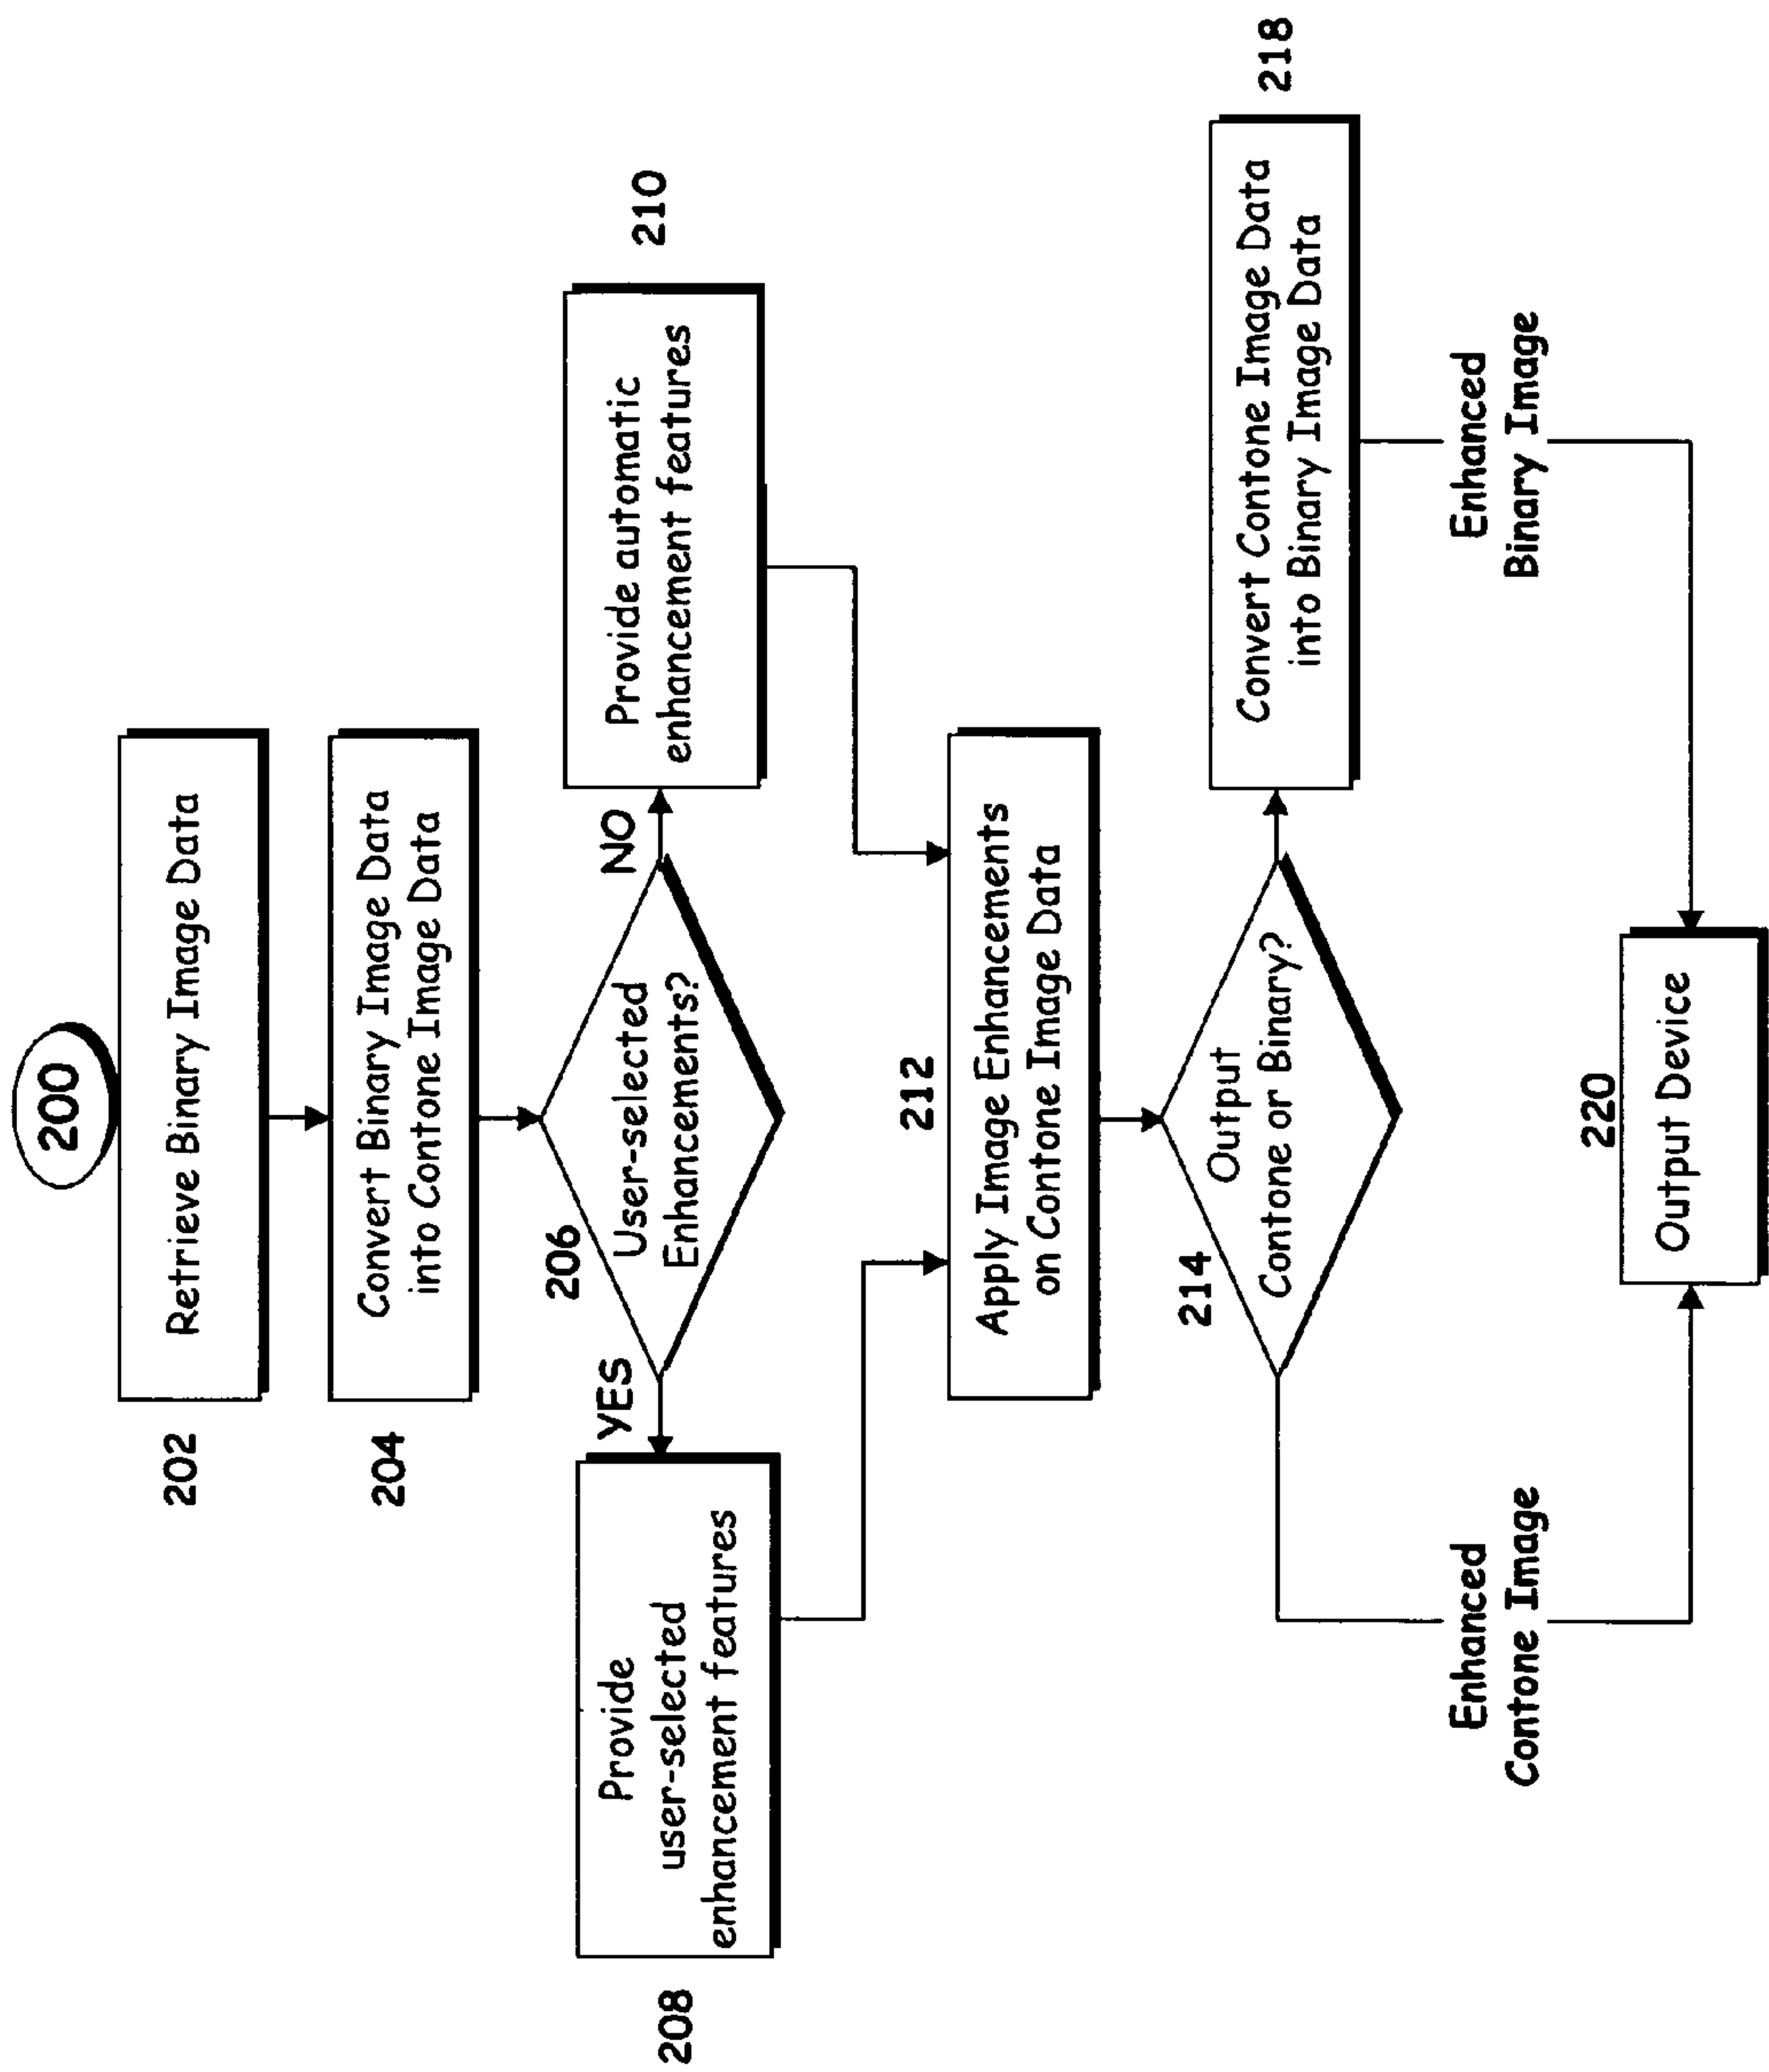 200
202
Retrieve Binary Image Data
204
Convert Binary Image Data
into Contone Image Data
206
User-selected
Enhancements?
YES
NO
208
Provide
user-selected
enhancement features
210
Provide automatic
enhancement features
212
Apply Image Enhancements
on Contone Image Data
214
Output
Contone or Binary?
218
Convert Contone Image Data
into Binary Image Data
Enhanced
Contone Image
Enhanced
Binary Image
220
Output Device